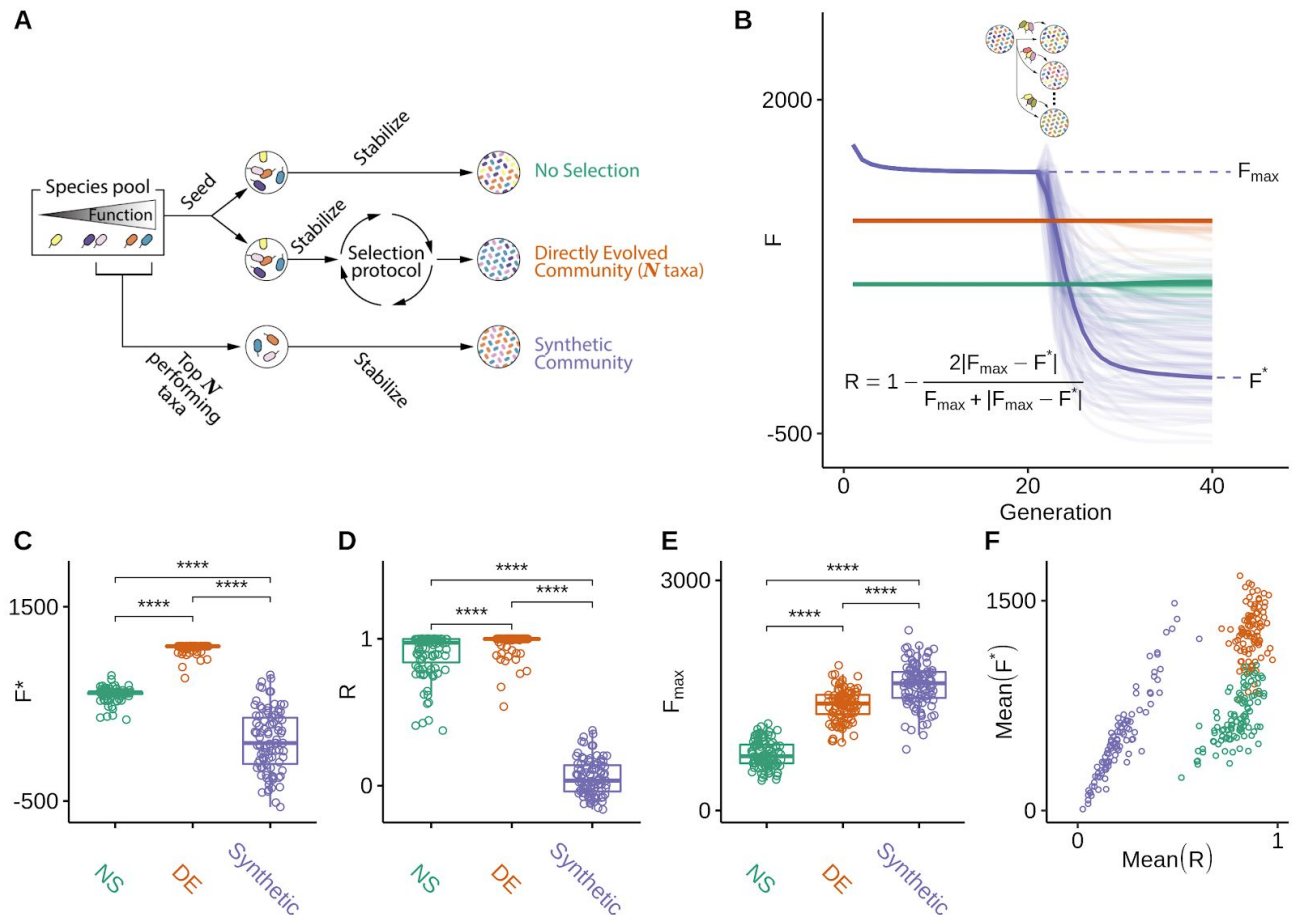 A
Species pool
Function
Seed
Stabilize
No Selection
Stabilize
Selection
protocol
Directly Evolved
Community (N taxa)
Top N
performing
taxa
Stabilize
Synthetic
Community
B
F
2000
-500
0
20
40
Generation
Fmax
F*
R = 1 − 2|Fmax − F*| / Fmax + |Fmax − F*|
C
F*
1500
-500
****
****
****
NS
DE
Synthetic
D
R
1
0
****
****
****
NS
DE
Synthetic
E
Fmax
3000
0
****
****
****
NS
DE
Synthetic
F
Mean(F*)
1500
0
0
1
Mean(R)